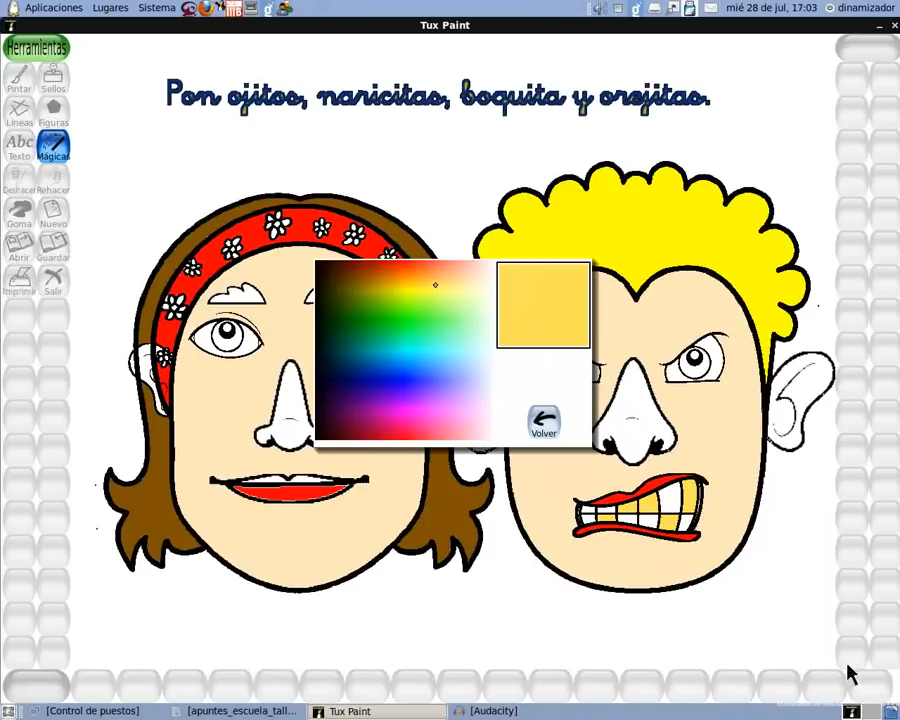 Aplicaciones Lugares Sistema mié 28 de jul, 17:03 dinamizador
Tux Paint
Herramientas
Pintar Sellos
Líneas Figuras
Abc
Texto Mágicas
Deshacer Rehacer
Goma Nuevo
Abrir Guardar
Imprimir Salir
Pon ojitos, naricitas, boquita y orejitas.
Volver
[Control de puestos] [apuntes_escuela_tall... Tux Paint [Audacity]